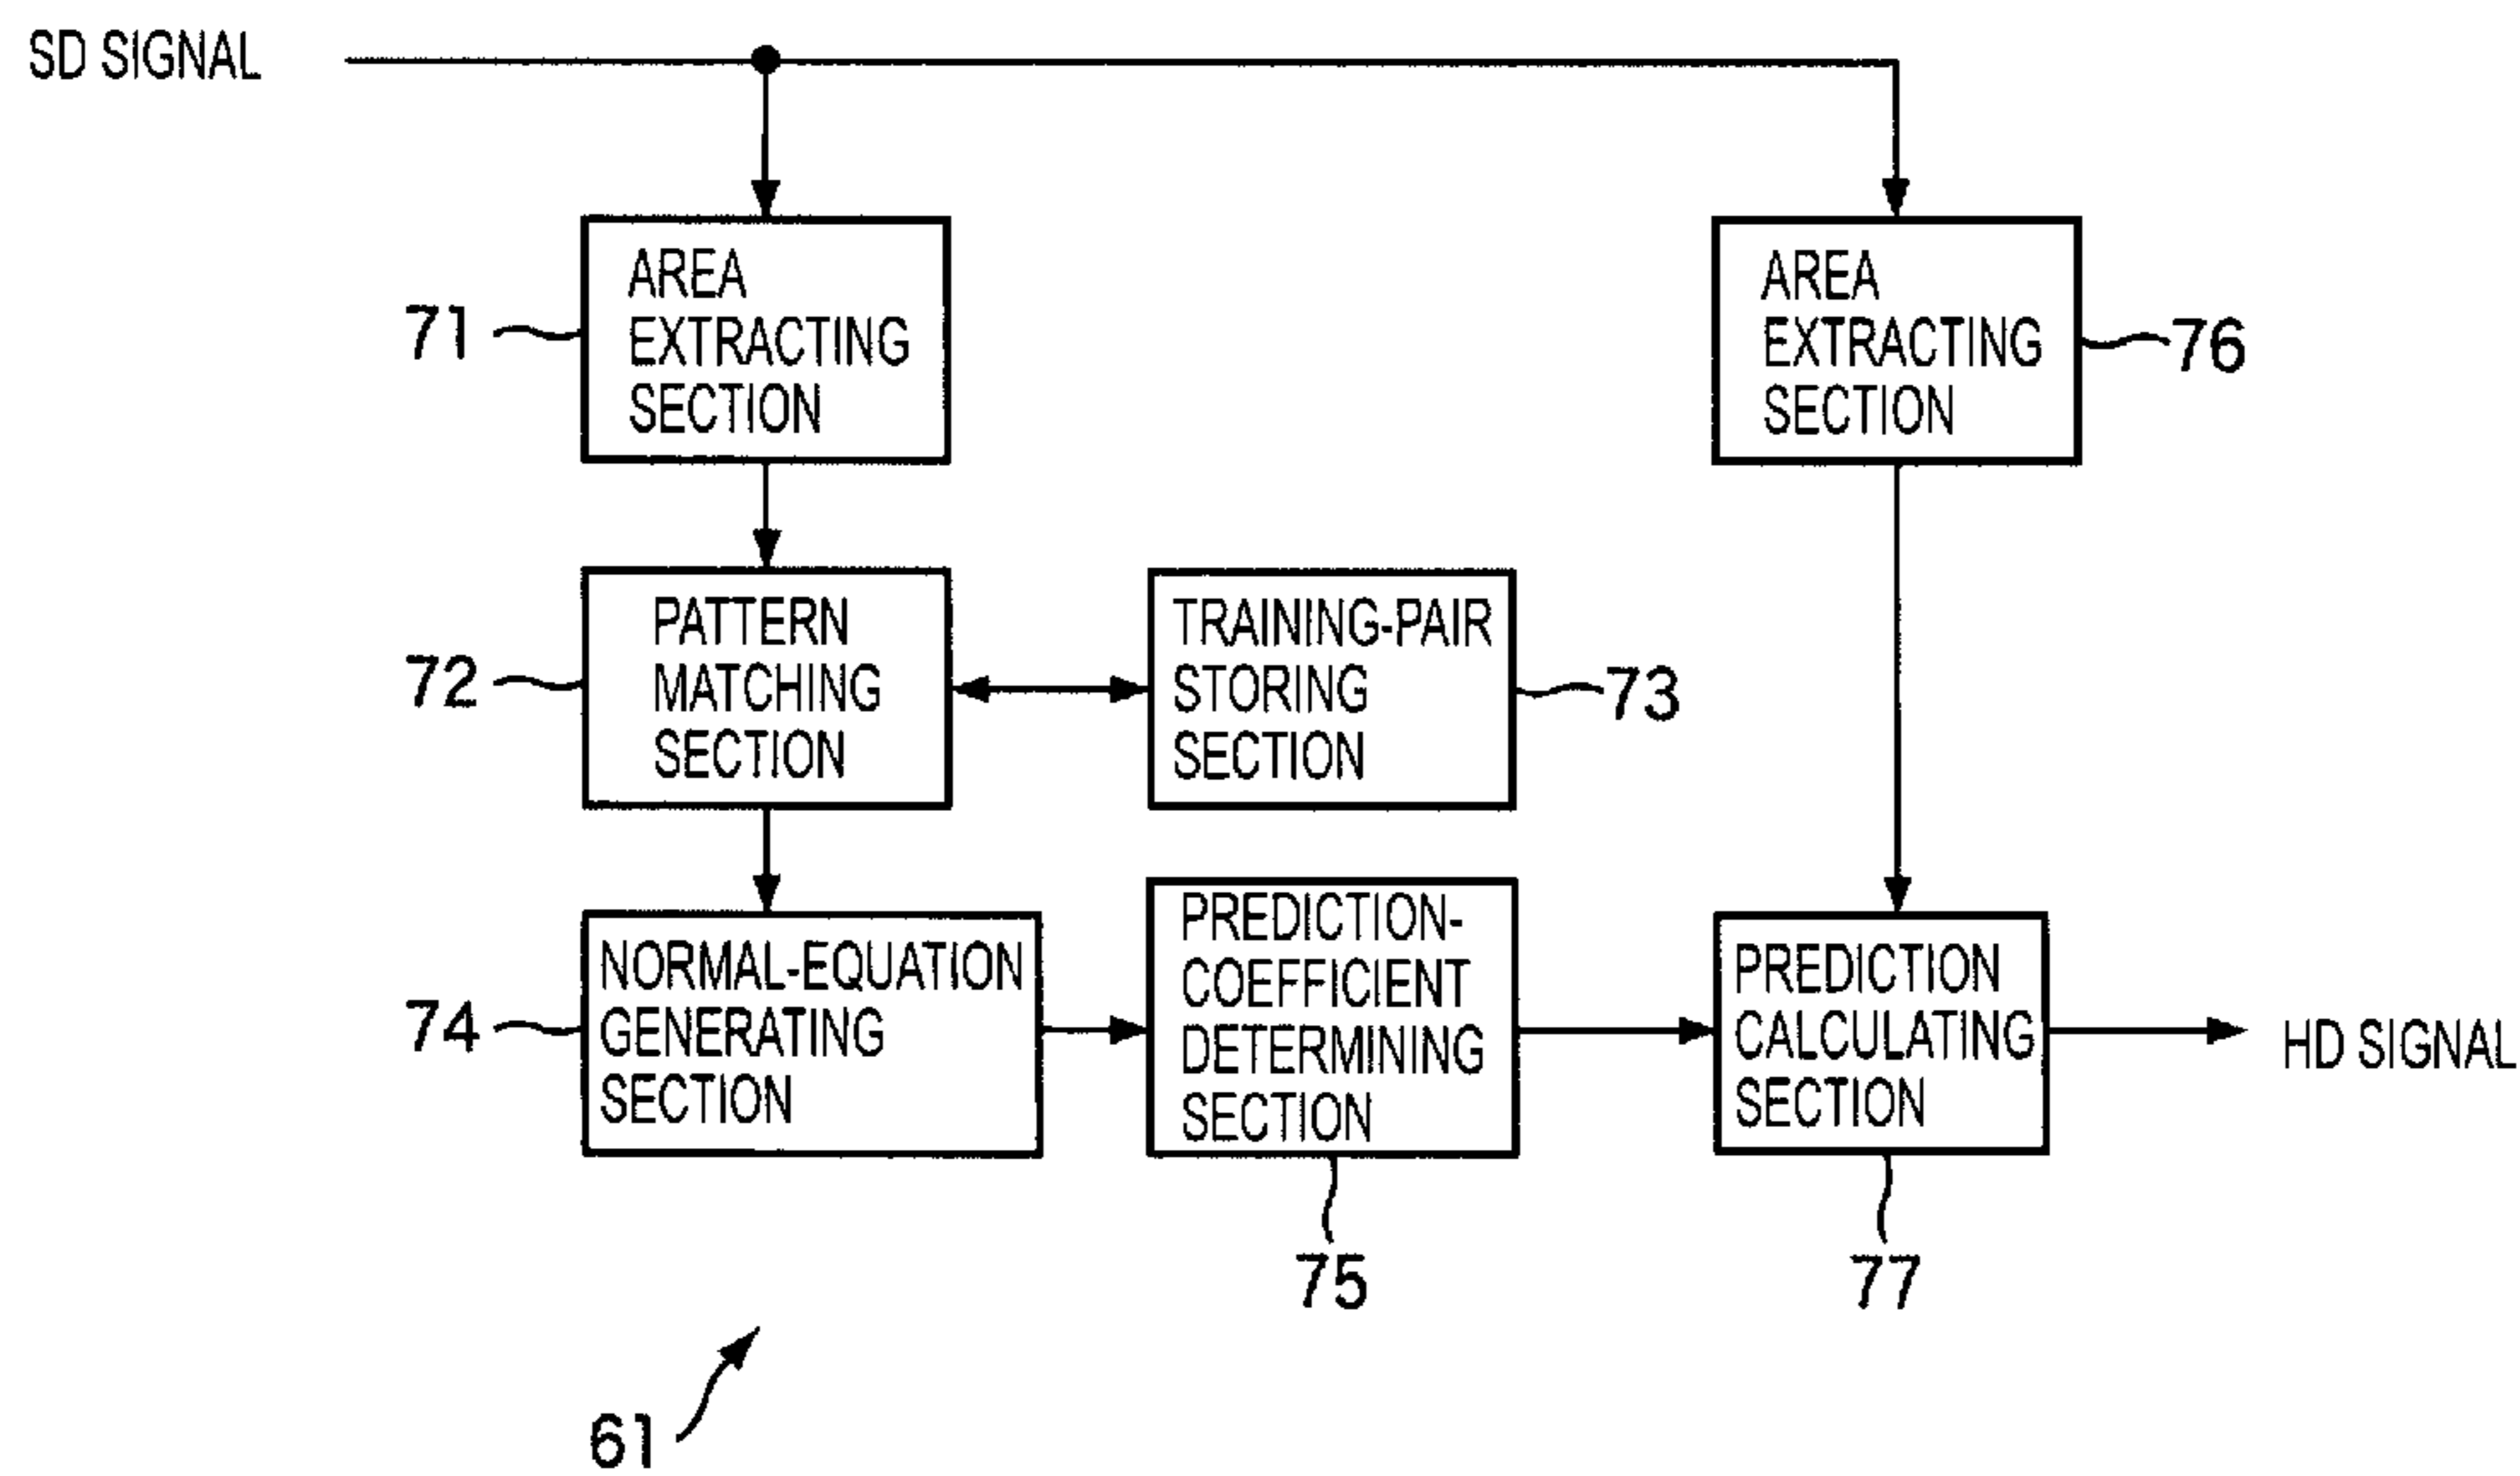 SD SIGNAL
AREA
EXTRACTING
SECTION
71
AREA
EXTRACTING
SECTION
76
PATTERN
MATCHING
SECTION
72
TRAINING-PAIR
STORING
SECTION
73
NORMAL-EQUATION
GENERATING
SECTION
74
PREDICTION-
COEFFICIENT
DETERMINING
SECTION
75
PREDICTION
CALCULATING
SECTION
77
HD SIGNAL
61